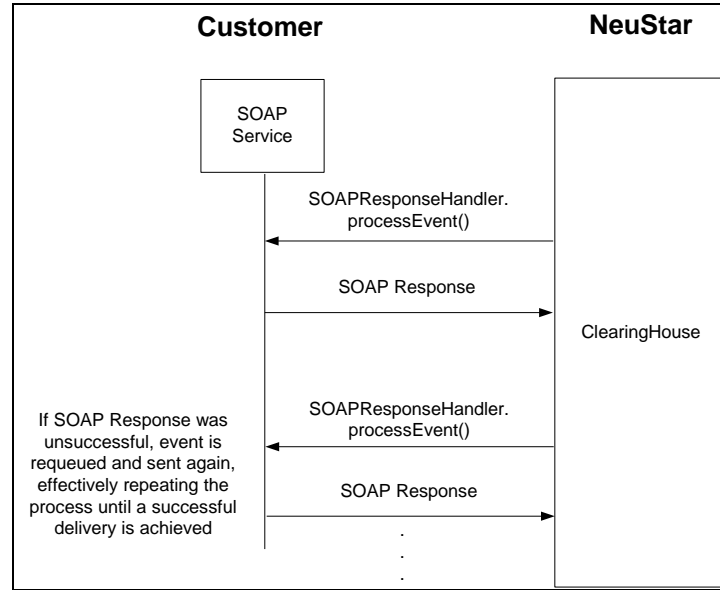 Customer
NeuStar
SOAP
Service
SOAPResponseHandler.
processEvent()
SOAP Response
ClearingHouse
SOAPResponseHandler.
processEvent()
If SOAP Response was
unsuccessful, event is
requeued and sent again,
effectively repeating the
process until a successful
delivery is achieved
SOAP Response
.
.
.